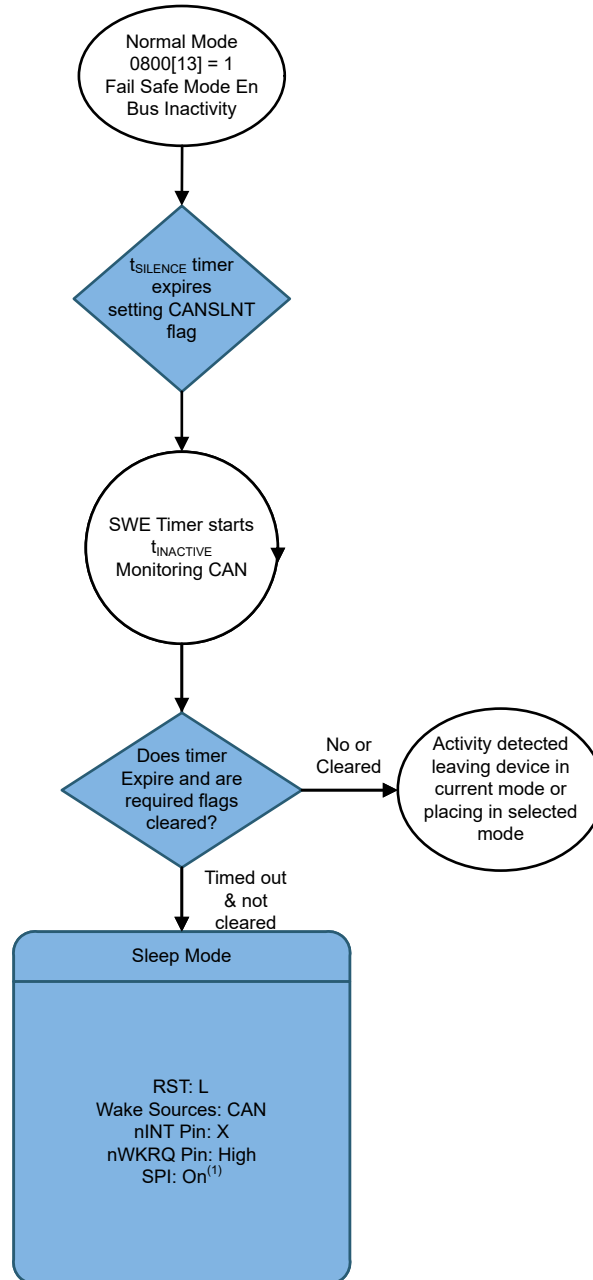 Normal Mode
0800[13] = 1
Fail Safe Mode En
Bus Inactivity
tSILENCE timer
expires
setting CANSLNT
flag
SWE Timer starts
tINACTIVE
Monitoring CAN
Does timer
Expire and are
required flags
cleared?
No or
Cleared
Activity detected
leaving device in
current mode or
placing in selected
mode
Timed out
& not
cleared
Sleep Mode
RST: L
Wake Sources: CAN
nINT Pin: X
nWKRQ Pin: High
SPI: On(1)